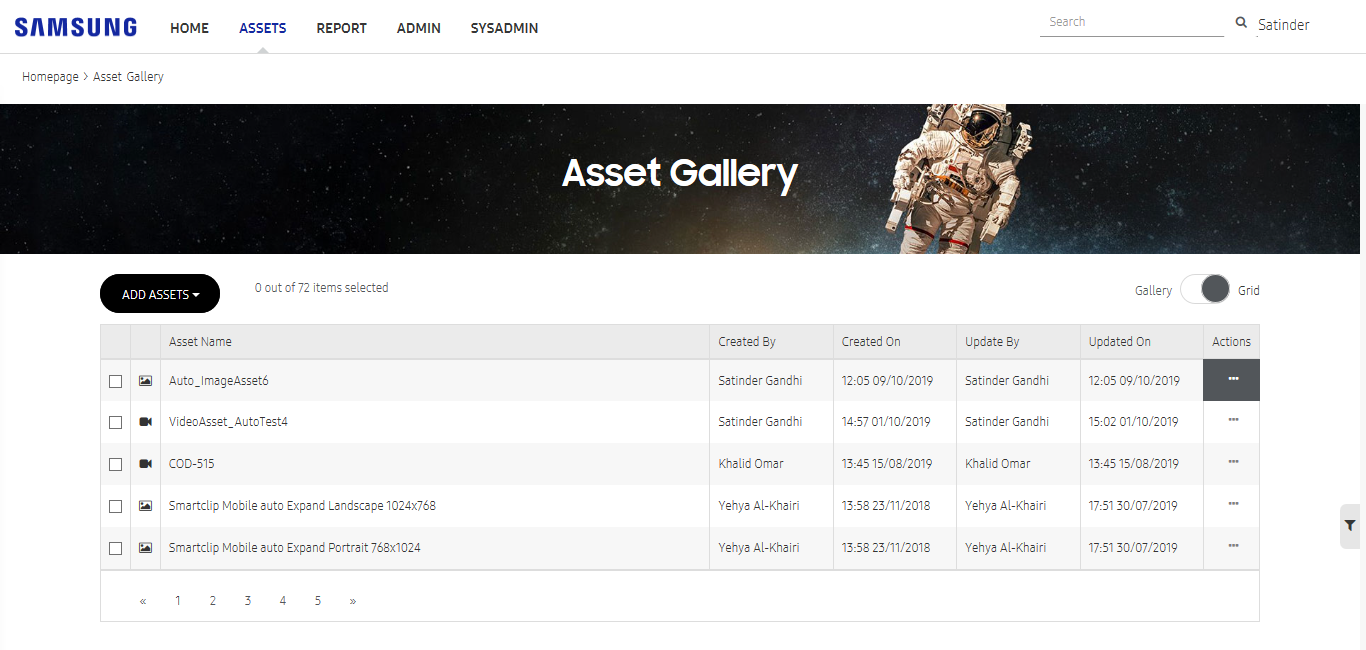 SAMSUNG HOME ASSETS REPORT ADMIN SYSADMIN Search Satinder
Homepage > Asset Gallery
Asset Gallery
ADD ASSETS 0 out of 72 items selected Gallery Grid
Asset Name Created By Created On Update By Updated On Actions
Auto_ImageAsset6 Satinder Gandhi 12:05 09/10/2019 Satinder Gandhi 12:05 09/10/2019 ...
VideoAsset_AutoTest4 Satinder Gandhi 14:57 01/10/2019 Satinder Gandhi 15:02 01/10/2019 ...
COD-515 Khalid Omar 13:45 15/08/2019 Khalid Omar 13:45 15/08/2019 ...
Smartclip Mobile auto Expand Landscape 1024x768 Yehya Al-Khairi 13:58 23/11/2018 Yehya Al-Khairi 17:51 30/07/2019 ...
Smartclip Mobile auto Expand Portrait 768x1024 Yehya Al-Khairi 13:58 23/11/2018 Yehya Al-Khairi 17:51 30/07/2019 ...
« 1 2 3 4 5 »